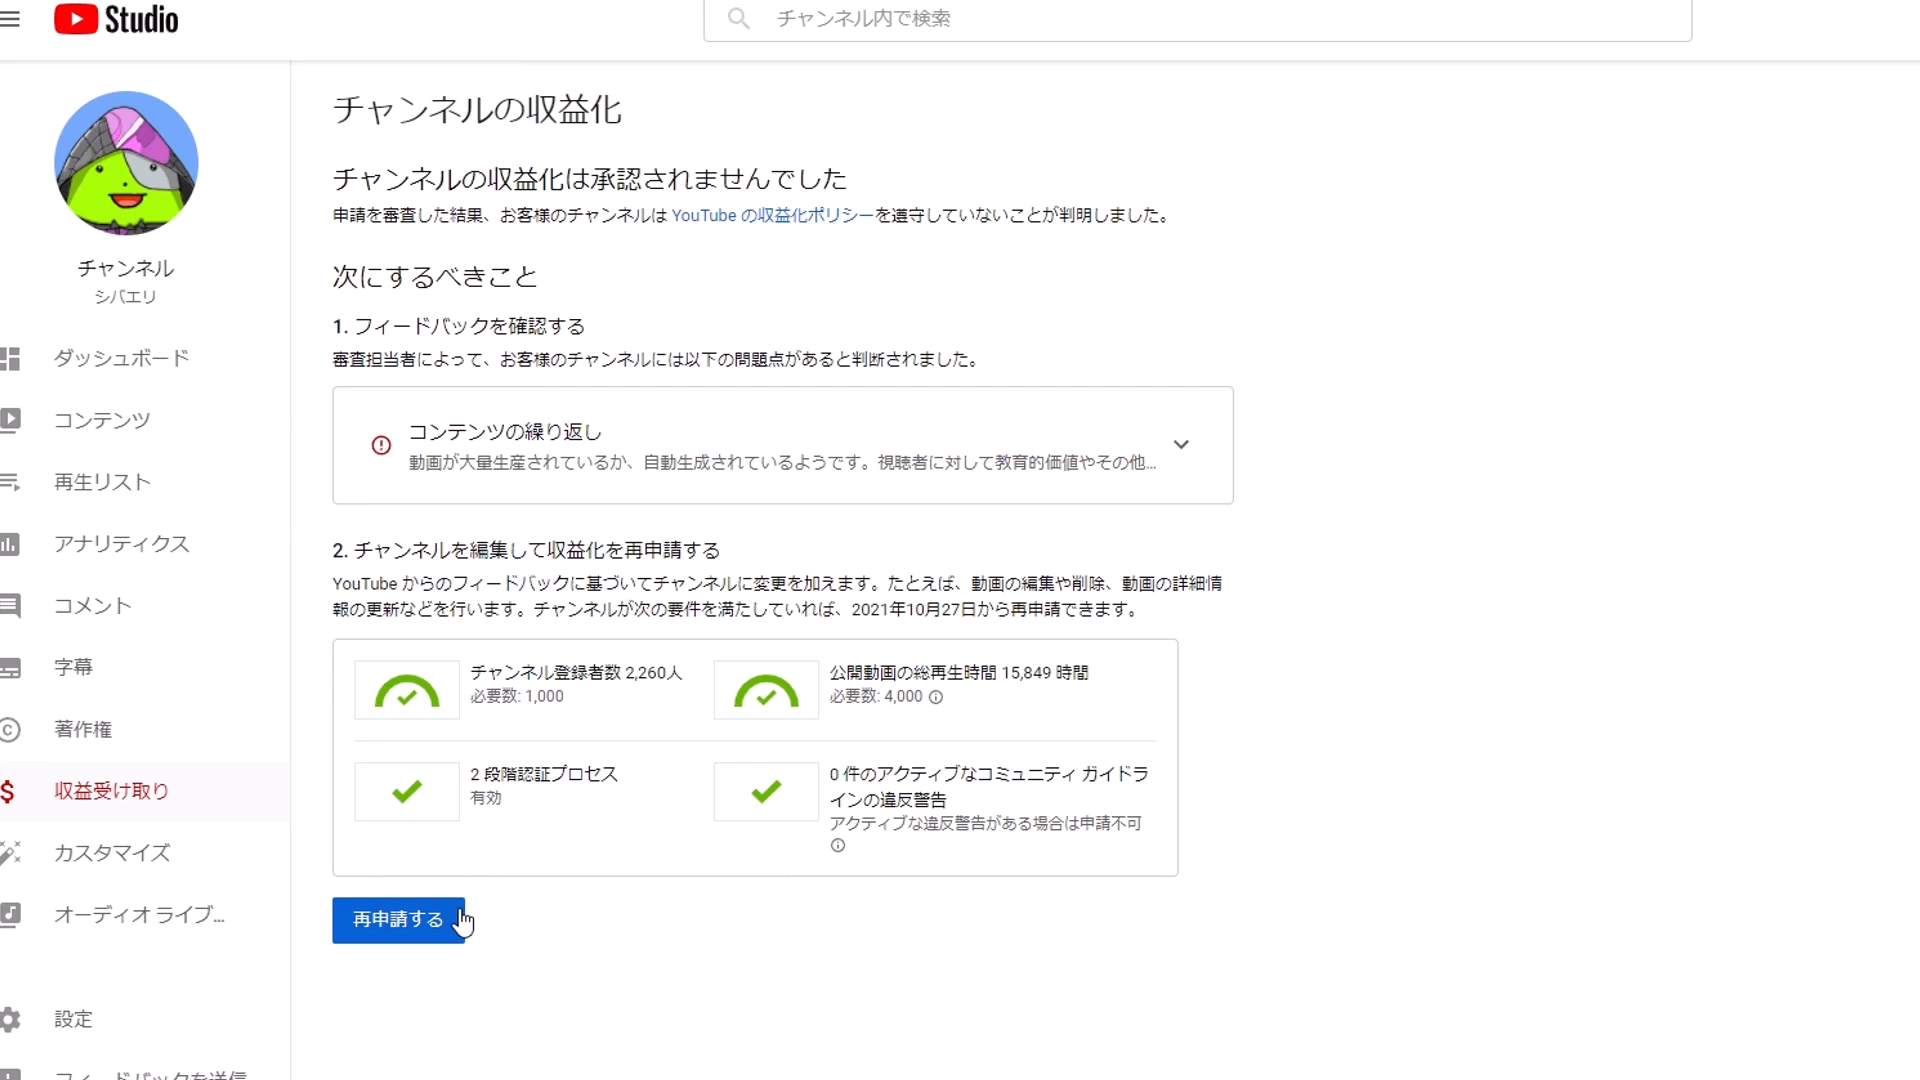 Studio
チャンネル内で検索
チャンネルの収益化
チャンネルの収益化は承認されませんでした
申請を審査した結果、お客様のチャンネルは YouTube の収益化ポリシーを遵守していないことが判明しました。
次にするべきこと
1. フィードバックを確認する
審査担当者によって、お客様のチャンネルには以下の問題点があると判断されました。
コンテンツの繰り返し
動画が大量生産されているか、自動生成されているようです。視聴者に対して教育的価値やその他...
2. チャンネルを編集して収益化を再申請する
YouTube からのフィードバックに基づいてチャンネルに変更を加えます。たとえば、動画の編集や削除、動画の詳細情
報の更新などを行います。チャンネルが次の要件を満たしていれば、2021年10月27日から再申請できます。
チャンネル登録者数 2,260人
必要数: 1,000
公開動画の総再生時間 15,849 時間
必要数: 4,000
2 段階認証プロセス
有効
0 件のアクティブなコミュニティ ガイドラ
インの違反警告
アクティブな違反警告がある場合は申請不可
再申請する
チャンネル
シバエリ
ダッシュボード
コンテンツ
再生リスト
アナリティクス
コメント
字幕
著作権
収益受け取り
カスタマイズ
オーディオ ライブ...
設定
フィードバックを送信